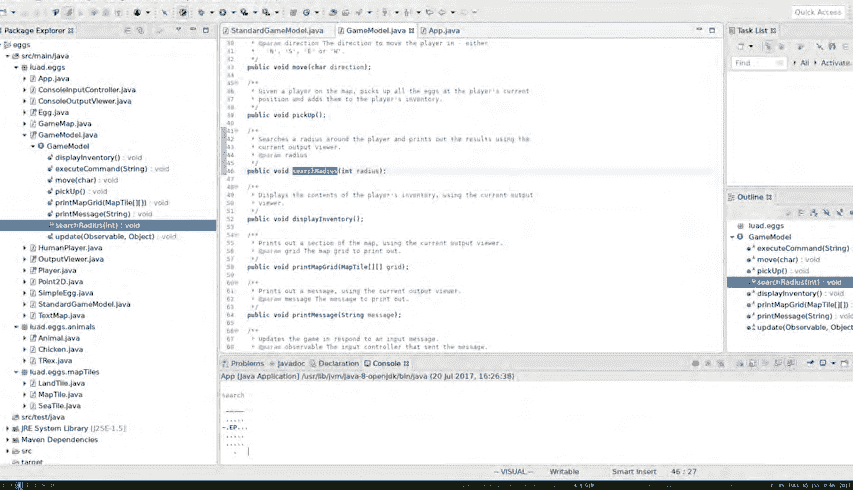 Quick Access
Package Explorer
eggs
src/main/java
luad.eggs
App.java
ConsoleInputController.java
ConsoleOutputViewer.java
Egg.java
GameMap.java
GameModel.java
GameModel
displayInventory() : void
executeCommand(String) : void
move(char) : void
pickUp() : void
printMapGrid(MapTile[][]) : void
printMessage(String) : void
searchRadius(int) : void
update(Observable, Object) : void
HumanPlayer.java
OutputViewer.java
Player.java
Point2D.java
SimpleEgg.java
StandardGameModel.java
TextMap.java
luad.eggs.animals
Animal.java
Chicken.java
TRex.java
luad.eggs.mapTiles
LandTile.java
MapTile.java
SeaTile.java
src/test/java
JRE System Library [J2SE-1.5]
Maven Dependencies
src
target
StandardGameModel.java GameModel.java App.java
* @param direction The direction to move the player in - either
* 'N', 'S', 'E' or 'W'.
*/
public void move(char direction);
/**
* Given a player on the map, picks up all the eggs at the player's current
* position and adds them to the player's inventory.
*/
public void pickUp();
/**
* Searches a radius around the player and prints out the results using the
* current output viewer.
* @param radius
*/
public void searchRadius(int radius);
/**
* Displays the contents of the player's inventory, using the current output
* viewer.
*/
public void displayInventory();
/**
* Prints out a section of the map, using the current output viewer.
* @param grid The map grid to print out.
*/
public void printMapGrid(MapTile[][] grid);
/**
* Prints out a message, using the current output viewer.
* @param message The message to print out.
*/
public void printMessage(String message);
/**
* Updates the game in respond to an input message.
* @param observable The input controller that sent the message.
Problems Javadoc Declaration Console
App [Java Application] /usr/lib/jvm/java-8-openjdk/bin/java (20 Jul 2017, 16:26:38)
search
-----
.....
-.EP...
.....
.....
.
Task List
Find All Activate.
Outline
luad.eggs
GameModel
executeCommand(String)
move(char) : void
pickUp() : void
searchRadius(int) : void
displayInventory() : void
printMapGrid(MapTile[][])
printMessage(String) : void
update(Observable, Object)
-- VISUAL -- Writable Smart Insert 46 : 27